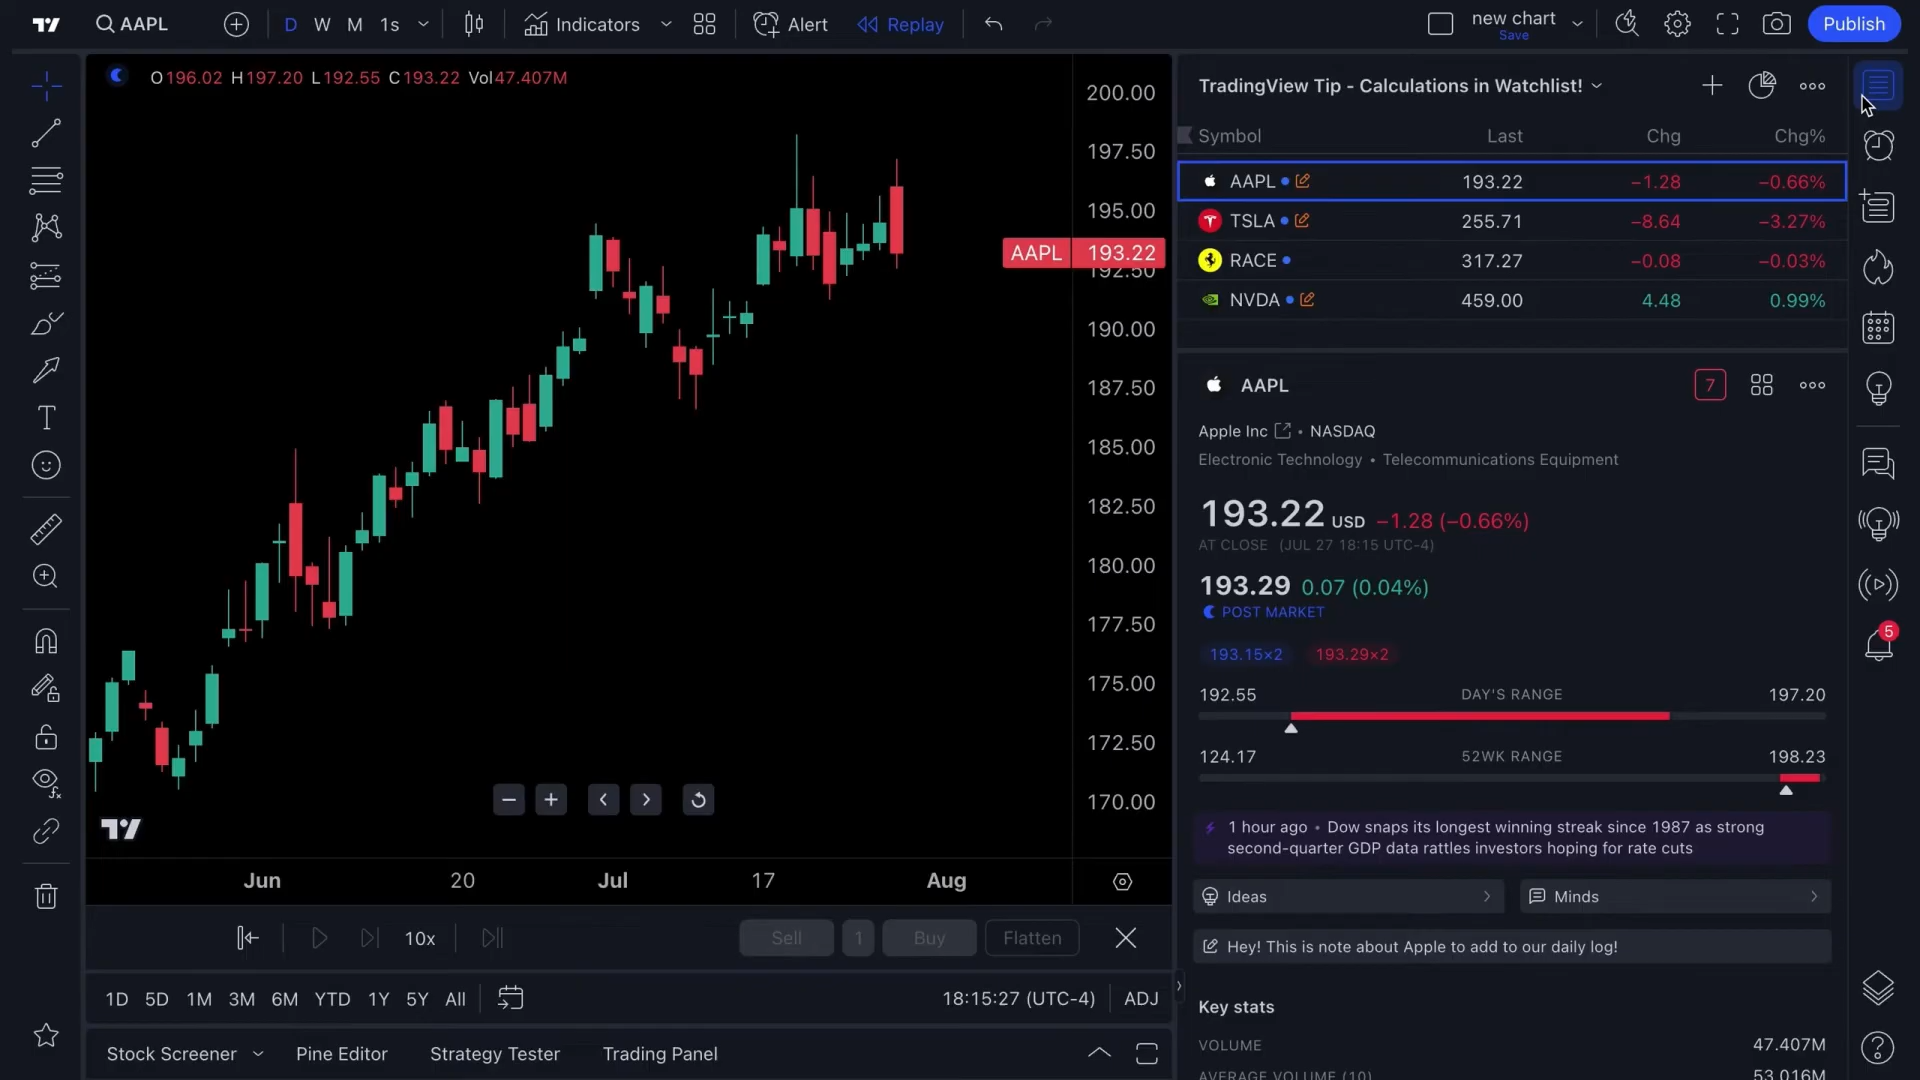 AAPL
D W M 1s
Indicators
Alert
Replay
new chart
Save
Publish
O196.02 H197.20 L192.55 C193.22 Vol47.407M
200.00
197.50
195.00
AAPL 193.22
192.50
190.00
187.50
185.00
182.50
180.00
177.50
175.00
172.50
170.00
Jun 20 Jul 17 Aug
10x
Sell 1 Buy Flatten
1D 5D 1M 3M 6M YTD 1Y 5Y All
18:15:27 (UTC-4) ADJ
Stock Screener Pine Editor Strategy Tester Trading Panel
TradingView Tip - Calculations in Watchlist!
Symbol Last Chg Chg%
AAPL 193.22 −1.28 −0.66%
TSLA 255.71 −8.64 −3.27%
RACE 317.27 −0.08 −0.03%
NVDA 459.00 4.48 0.99%
AAPL
7
Apple Inc • NASDAQ
Electronic Technology • Telecommunications Equipment
193.22 USD −1.28 (−0.66%)
AT CLOSE (JUL 27 18:15 UTC-4)
193.29 0.07 (0.04%)
POST MARKET
193.15×2 193.29×2
192.55 DAY'S RANGE 197.20
124.17 52WK RANGE 198.23
1 hour ago • Dow snaps its longest winning streak since 1987 as strong
second-quarter GDP data rattles investors hoping for rate cuts
Ideas
Minds
Hey! This is note about Apple to add to our daily log!
Key stats
VOLUME 47.407M
AVERAGE VOLUME (10) 53.016M
5